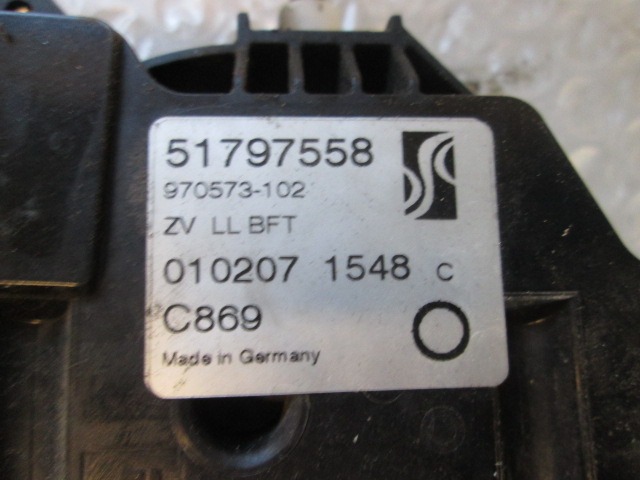 51797558
970573-102
ZV LL BFT
010207 1548 C
C869
Made in Germany